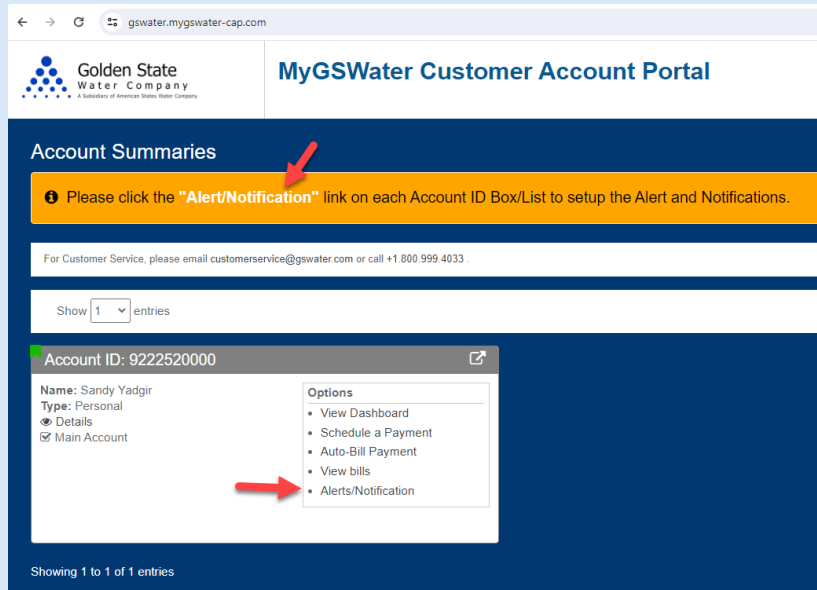 gswater.mygswater-cap.com
Golden State
Water Company
A Subsidiary of American States Water Company
MyGSWater Customer Account Portal
Account Summaries
Please click the "Alert/Notification" link on each Account ID Box/List to setup the Alert and Notifications.
For Customer Service, please email customerservice@gswater.com or call +1.800.999.4033 .
Show 1 entries
Account ID: 9222520000
Name: Sandy Yadgir
Type: Personal
Details
Main Account
Options
View Dashboard
Schedule a Payment
Auto-Bill Payment
View bills
Alerts/Notification
Showing 1 to 1 of 1 entries